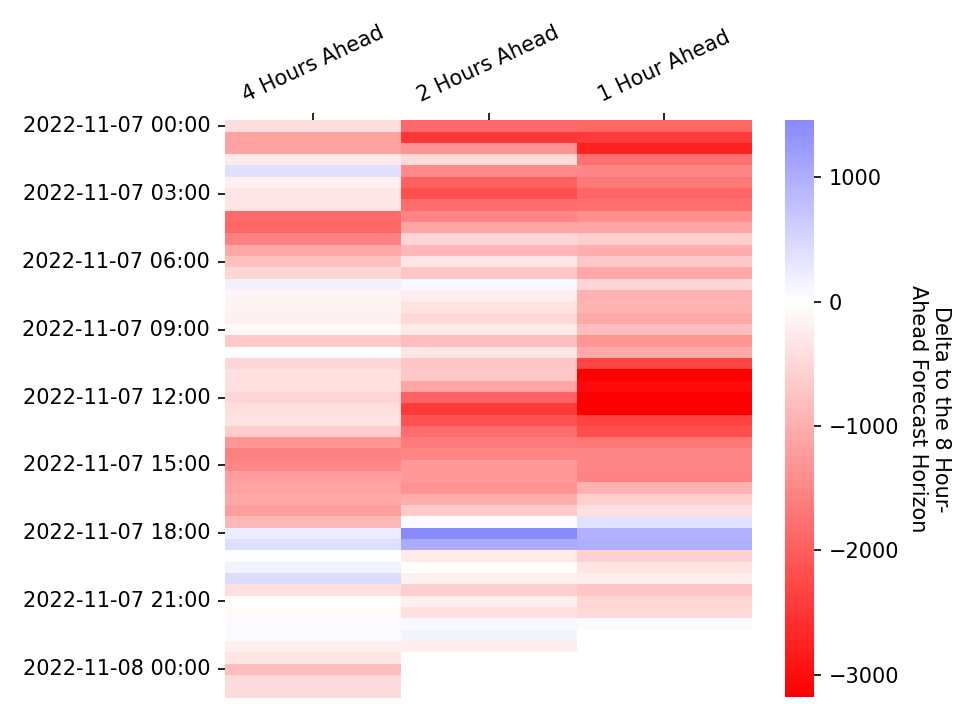 4 Hours Ahead
2 Hours Ahead
1 Hour Ahead
2022-11-07 00:00
2022-11-07 03:00
2022-11-07 06:00
2022-11-07 09:00
2022-11-07 12:00
2022-11-07 15:00
2022-11-07 18:00
2022-11-07 21:00
2022-11-08 00:00
1000
0
−1000
−2000
−3000
Delta to the 8 Hour-
Ahead Forecast Horizon